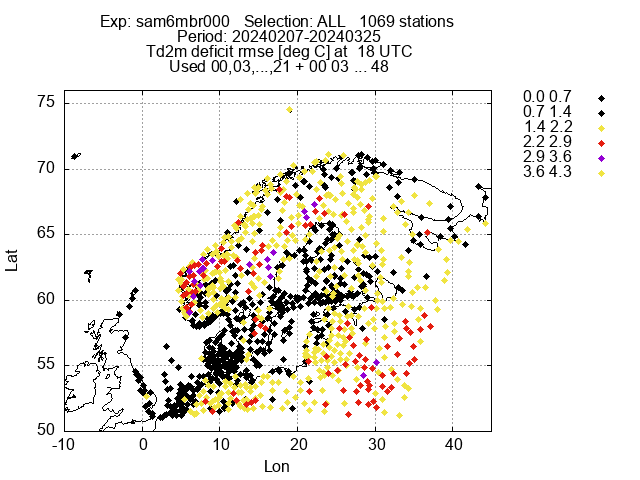 Exp: sam6mbr000   Selection: ALL   1069 stations
Period: 20240207-20240325
Td2m deficit rmse [deg C] at  18 UTC
Used 00,03,...,21 + 00 03 ... 48
0.0 0.7
0.7 1.4
1.4 2.2
2.2 2.9
2.9 3.6
3.6 4.3
75
70
65
60
55
50
Lat
-10 0 10 20 30 40
Lon